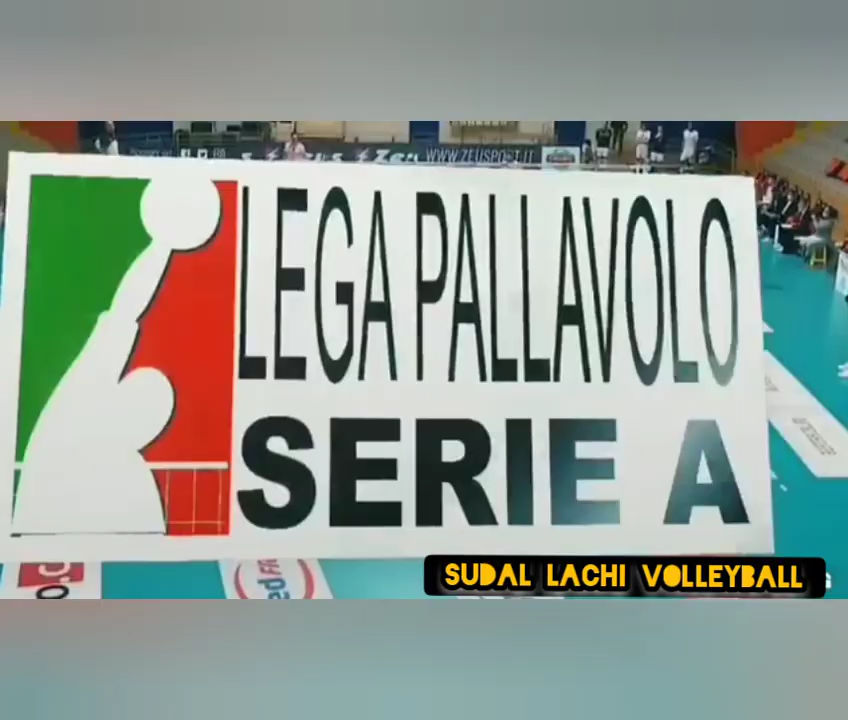 WWW.ZEUSPORT.IT
LEGA PALLAVOLO
SERIE A
SUDAL LACHI VOLLEYBALL